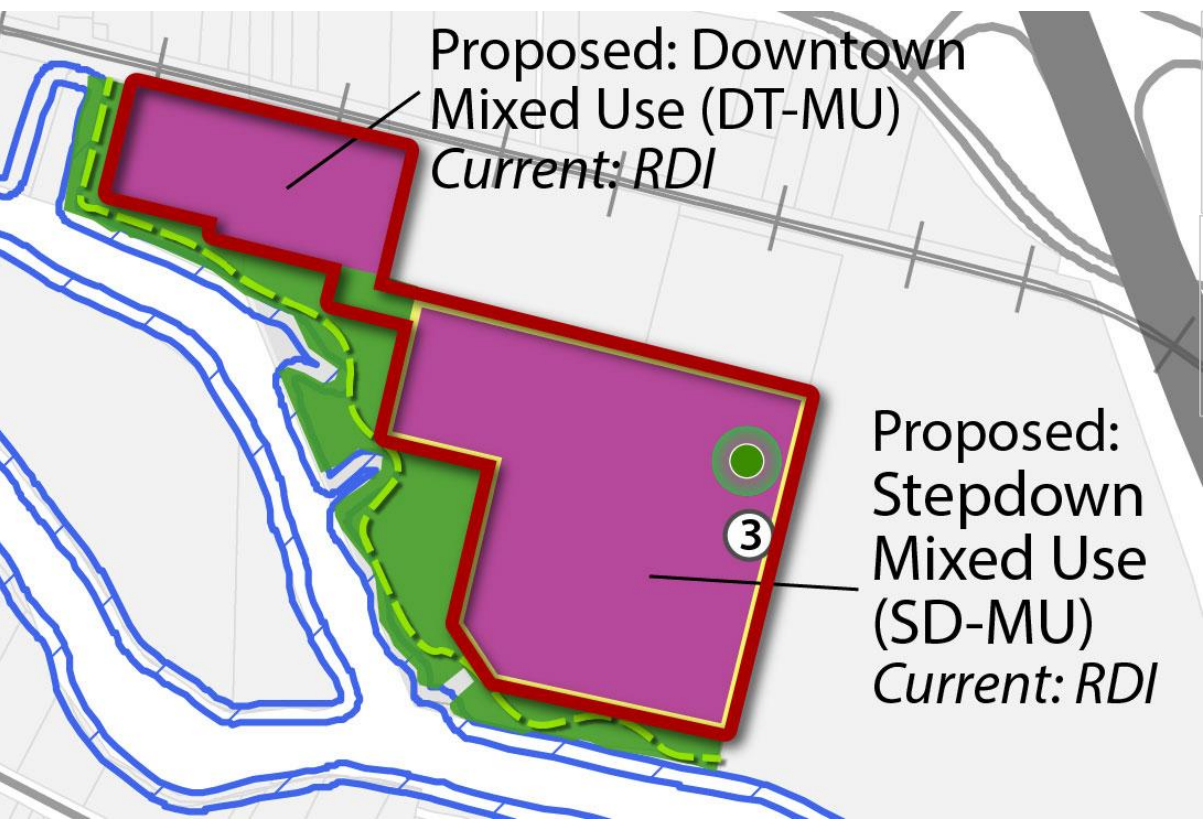 Proposed: Downtown
Mixed Use (DT-MU)
Current: RDI
Proposed:
Stepdown
Mixed Use
(SD-MU)
Current: RDI
3